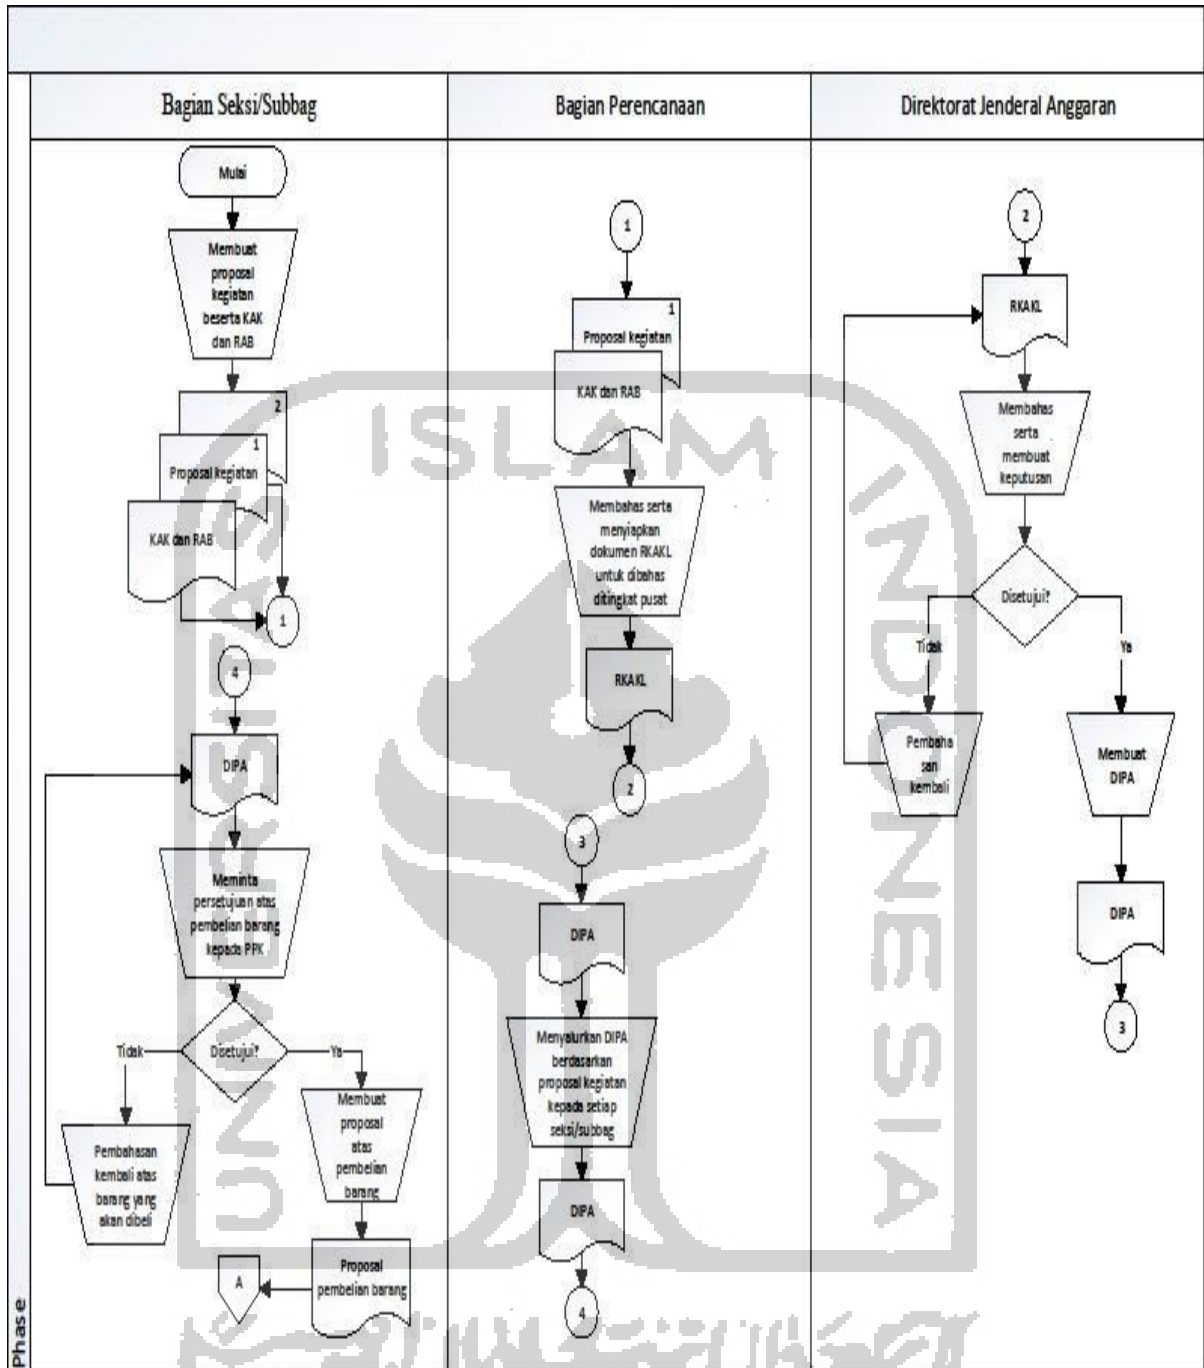 Bagian Seksi/Subbag
Bagian Perencanaan
Direktorat Jenderal Anggaran
Phase
Mulai
Membuat
proposal
kegiatan
beserta KAK
dan RAB
2
1
Proposal kegiatan
KAK dan RAB
1
4
DIPA
Meminta
persetujuan atas
pembelian barang
kepada PPK
Disetujui?
Tidak
Ya
Pembahasan
kembali atas
barang yang
akan dibeli
Membuat
proposal
atas
pembelian
barang
Proposal
pembelian barang
A
1
1
Proposal kegiatan
KAK dan RAB
Membahas serta
menyiapkan
dokumen RKAKL
untuk dibahas
ditingkat pusat
RKAKL
2
3
DIPA
Menyalurkan DIPA
berdasarkan
proposal kegiatan
kepada setiap
seksi/subbag
DIPA
4
2
RKAKL
Membahas
serta
membuat
keputusan
Disetujui?
Tidak
Ya
Pembaha
san
kembali
Membuat
DIPA
DIPA
3
ISLAM
INDONESIA
UNIVERSITAS